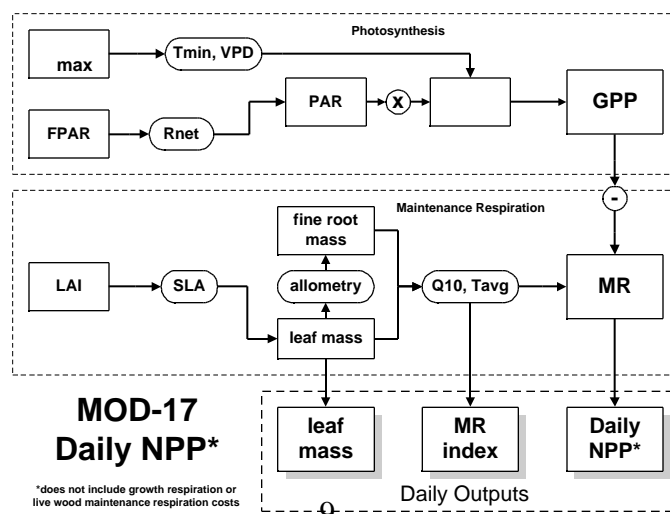 Photosynthesis
max
Tmin, VPD
FPAR
Rnet
PAR
X
GPP
-
Maintenance Respiration
fine root
mass
LAI
SLA
allometry
leaf mass
Q10, Tavg
MR
leaf
mass
MR
index
Daily
NPP*
MOD-17
Daily NPP*
*does not include growth respiration or
live wood maintenance respiration costs
Daily Outputs